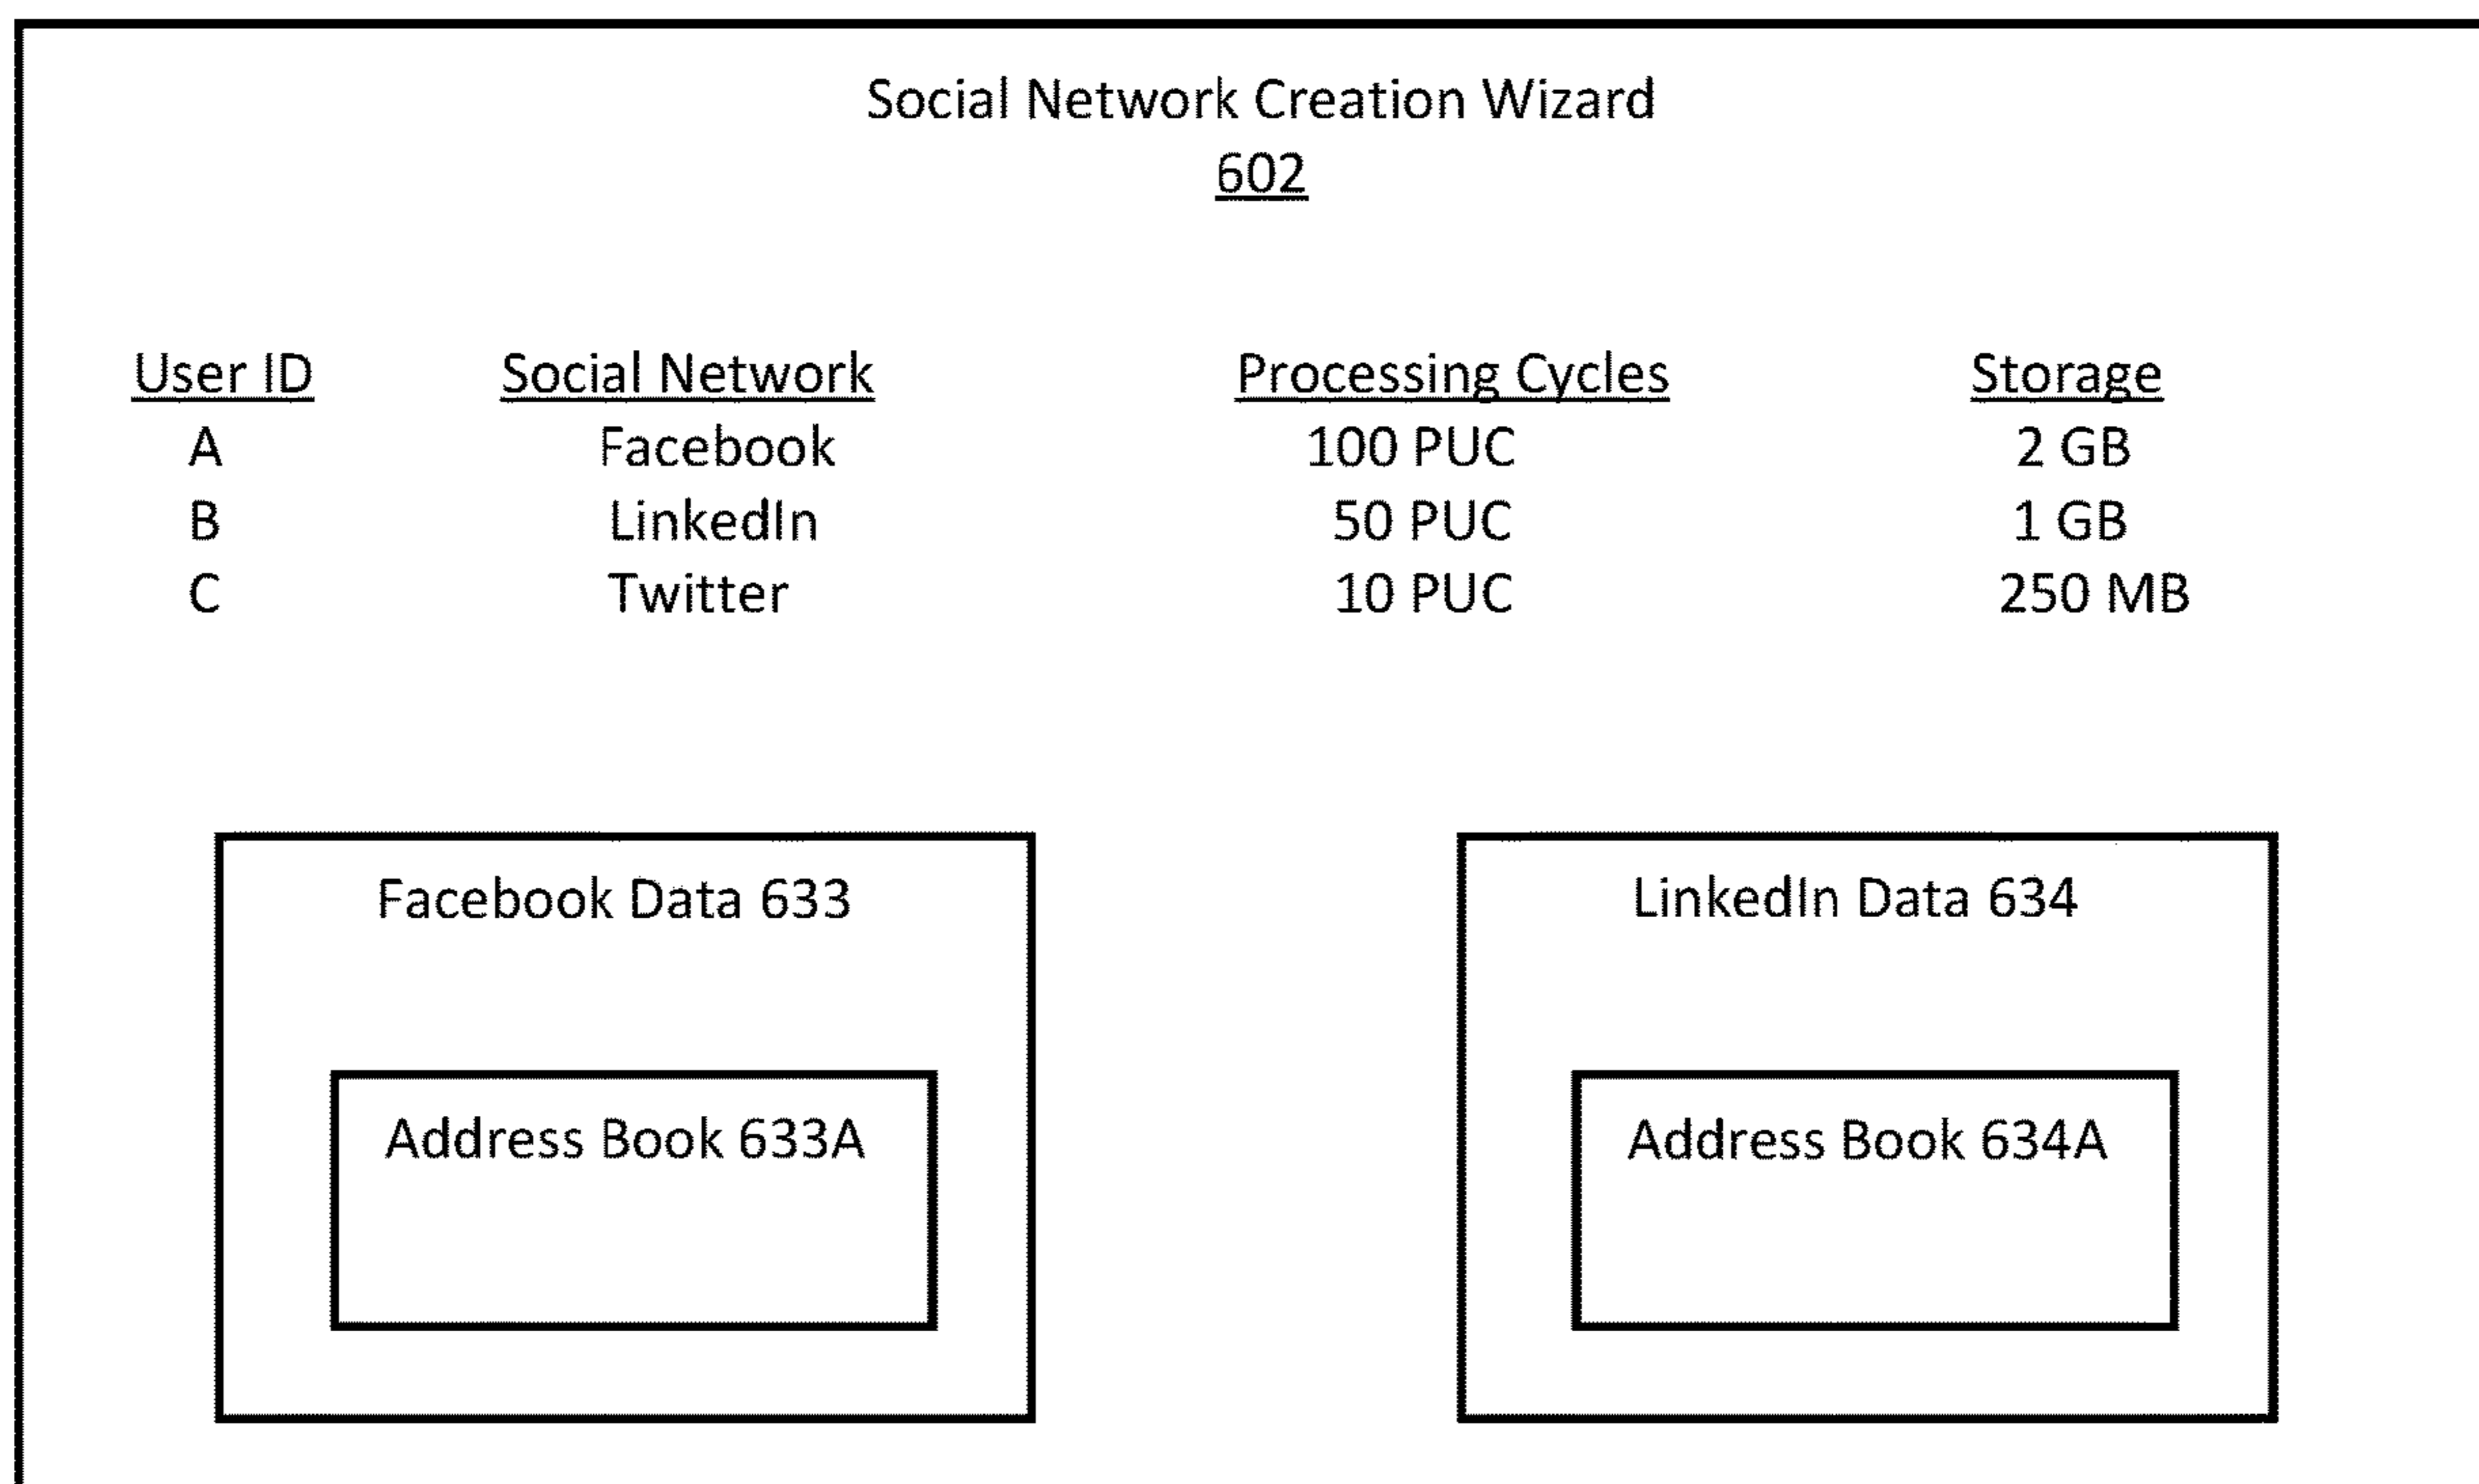 Social Network Creation Wizard
602
User ID Social Network Processing Cycles Storage
A Facebook 100 PUC 2 GB
B LinkedIn 50 PUC 1 GB
C Twitter 10 PUC 250 MB
Facebook Data 633 LinkedIn Data 634
Address Book 633A Address Book 634A